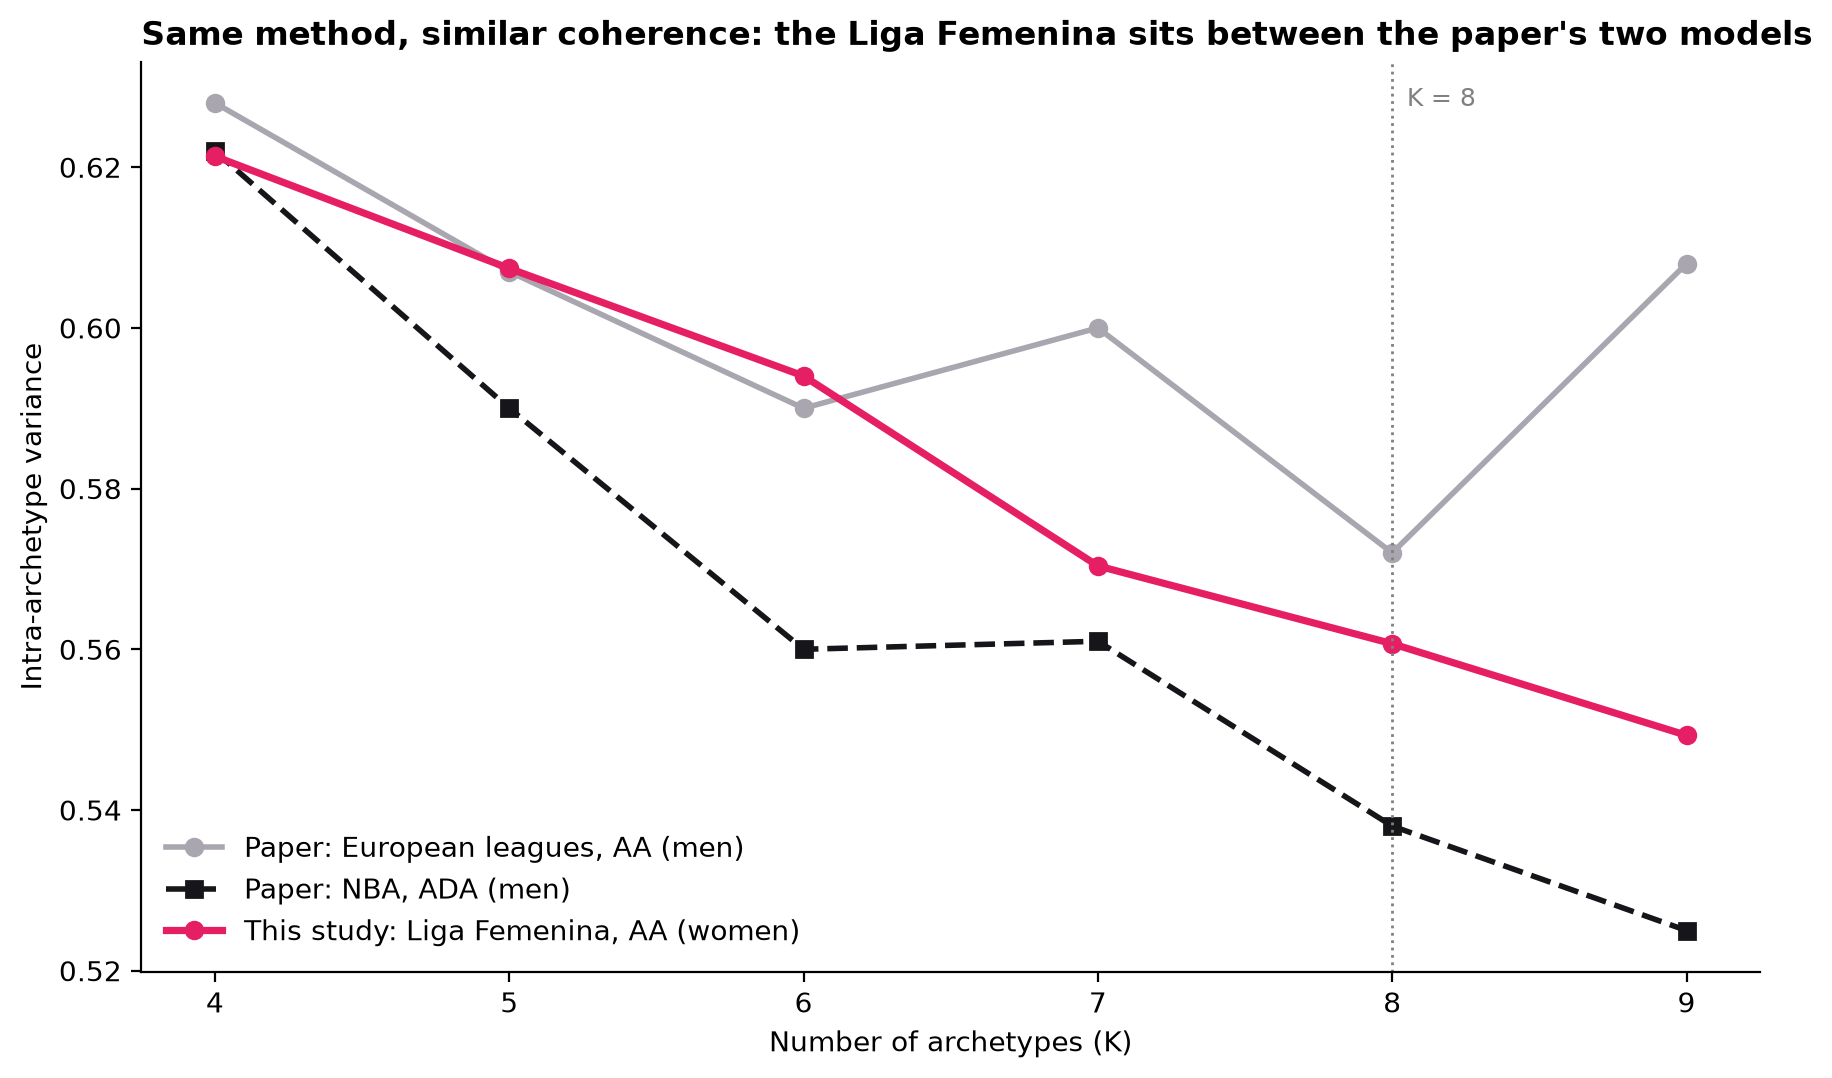 Same method, similar coherence: the Liga Femenina sits between the paper's two models
K = 8
Intra-archetype variance
0.62
0.60
0.58
0.56
0.54
0.52
Paper: European leagues, AA (men)
Paper: NBA, ADA (men)
This study: Liga Femenina, AA (women)
4 5 6 7 8 9
Number of archetypes (K)